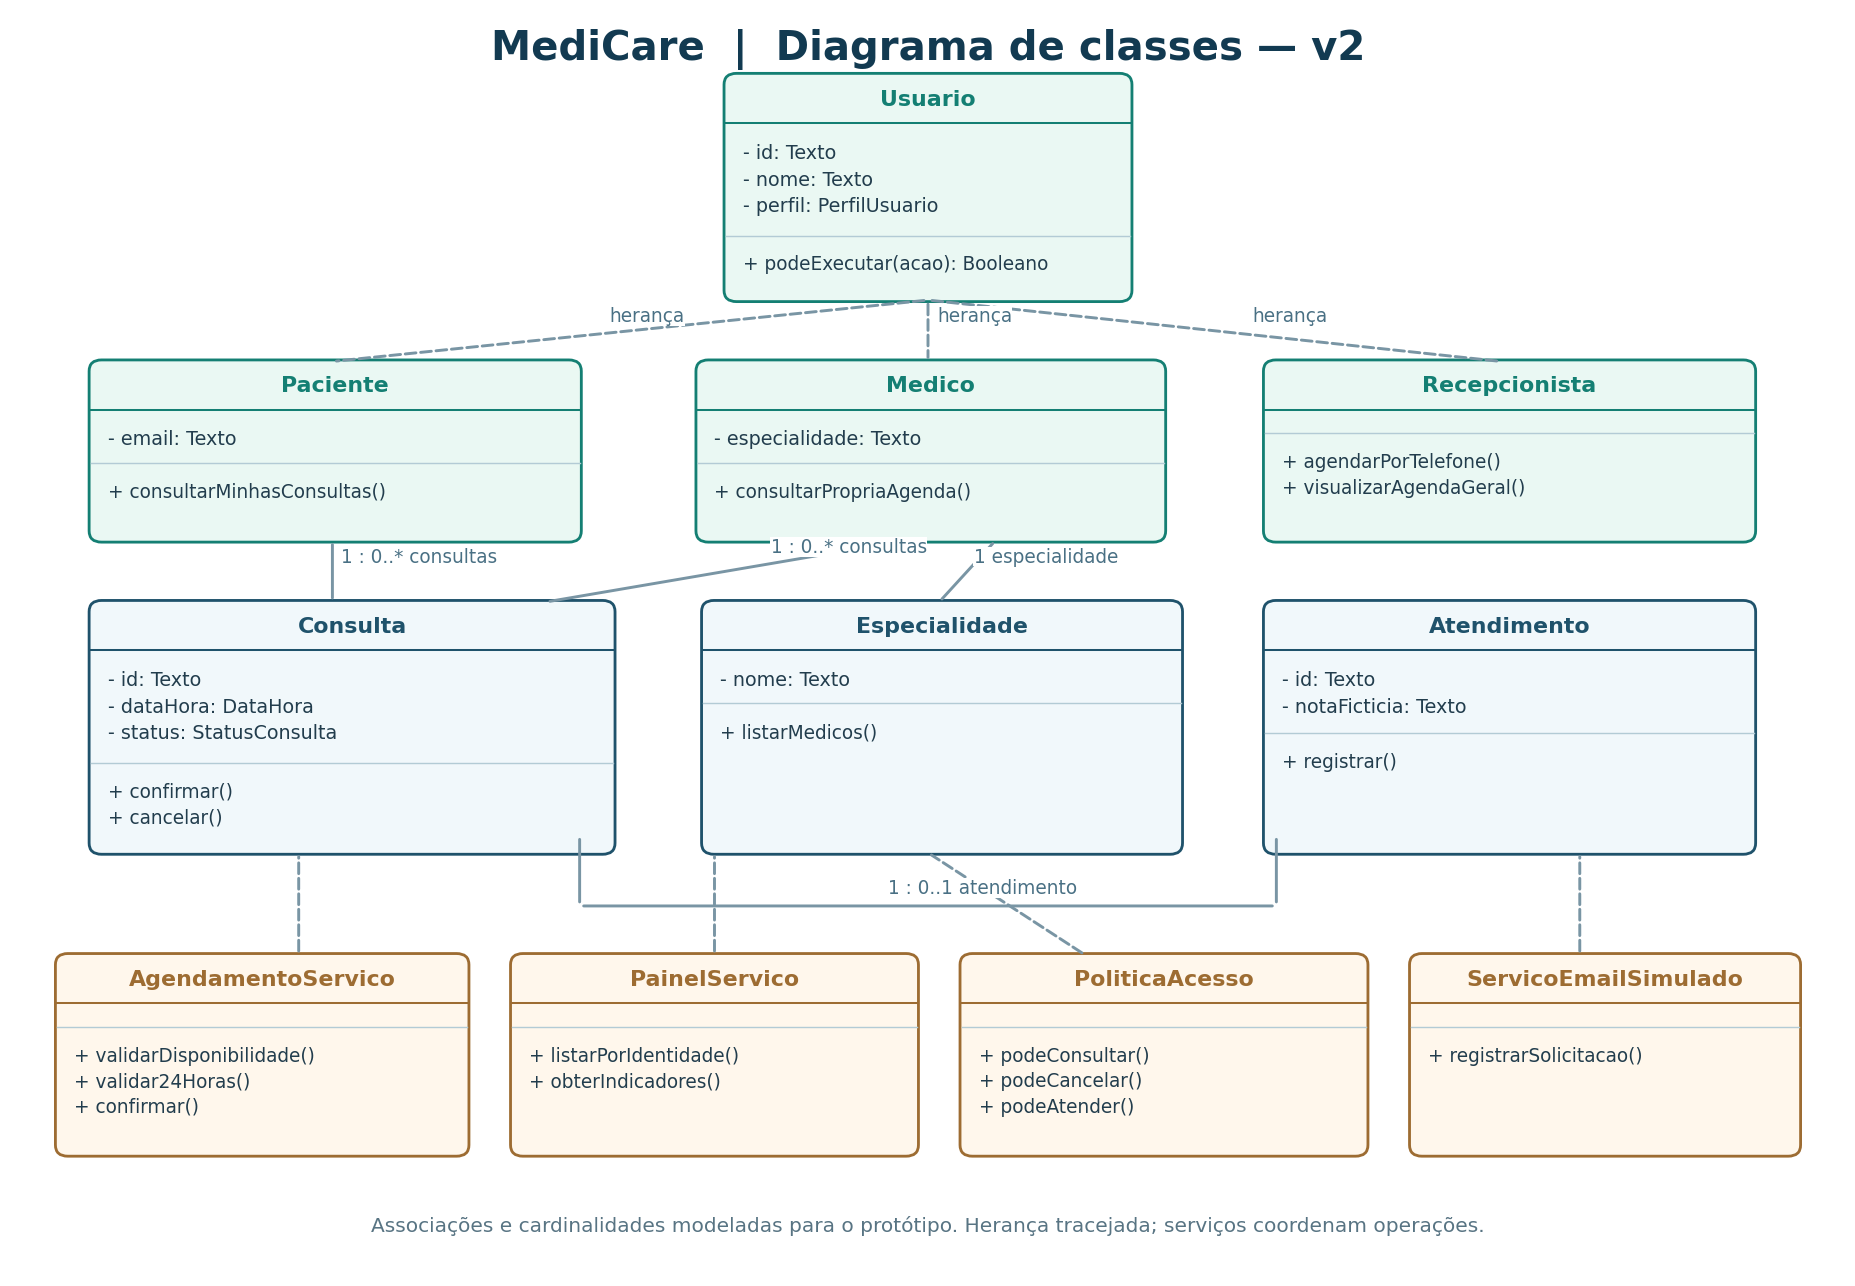 MediCare | Diagrama de classes — v2
Usuario
- id: Texto
- nome: Texto
- perfil: PerfilUsuario
+ podeExecutar(acao): Booleano
herança
herança
herança
Paciente
- email: Texto
+ consultarMinhasConsultas()
Medico
- especialidade: Texto
+ consultarPropriaAgenda()
Recepcionista
+ agendarPorTelefone()
+ visualizarAgendaGeral()
1 : 0..* consultas
1 : 0..* consultas
1 especialidade
Consulta
- id: Texto
- dataHora: DataHora
- status: StatusConsulta
+ confirmar()
+ cancelar()
Especialidade
- nome: Texto
+ listarMedicos()
Atendimento
- id: Texto
- notaFicticia: Texto
+ registrar()
1 : 0..1 atendimento
AgendamentoServico
+ validarDisponibilidade()
+ validar24Horas()
+ confirmar()
PainelServico
+ listarPorIdentidade()
+ obterIndicadores()
PoliticaAcesso
+ podeConsultar()
+ podeCancelar()
+ podeAtender()
ServicoEmailSimulado
+ registrarSolicitacao()
Associações e cardinalidades modeladas para o protótipo. Herança tracejada; serviços coordenam operações.